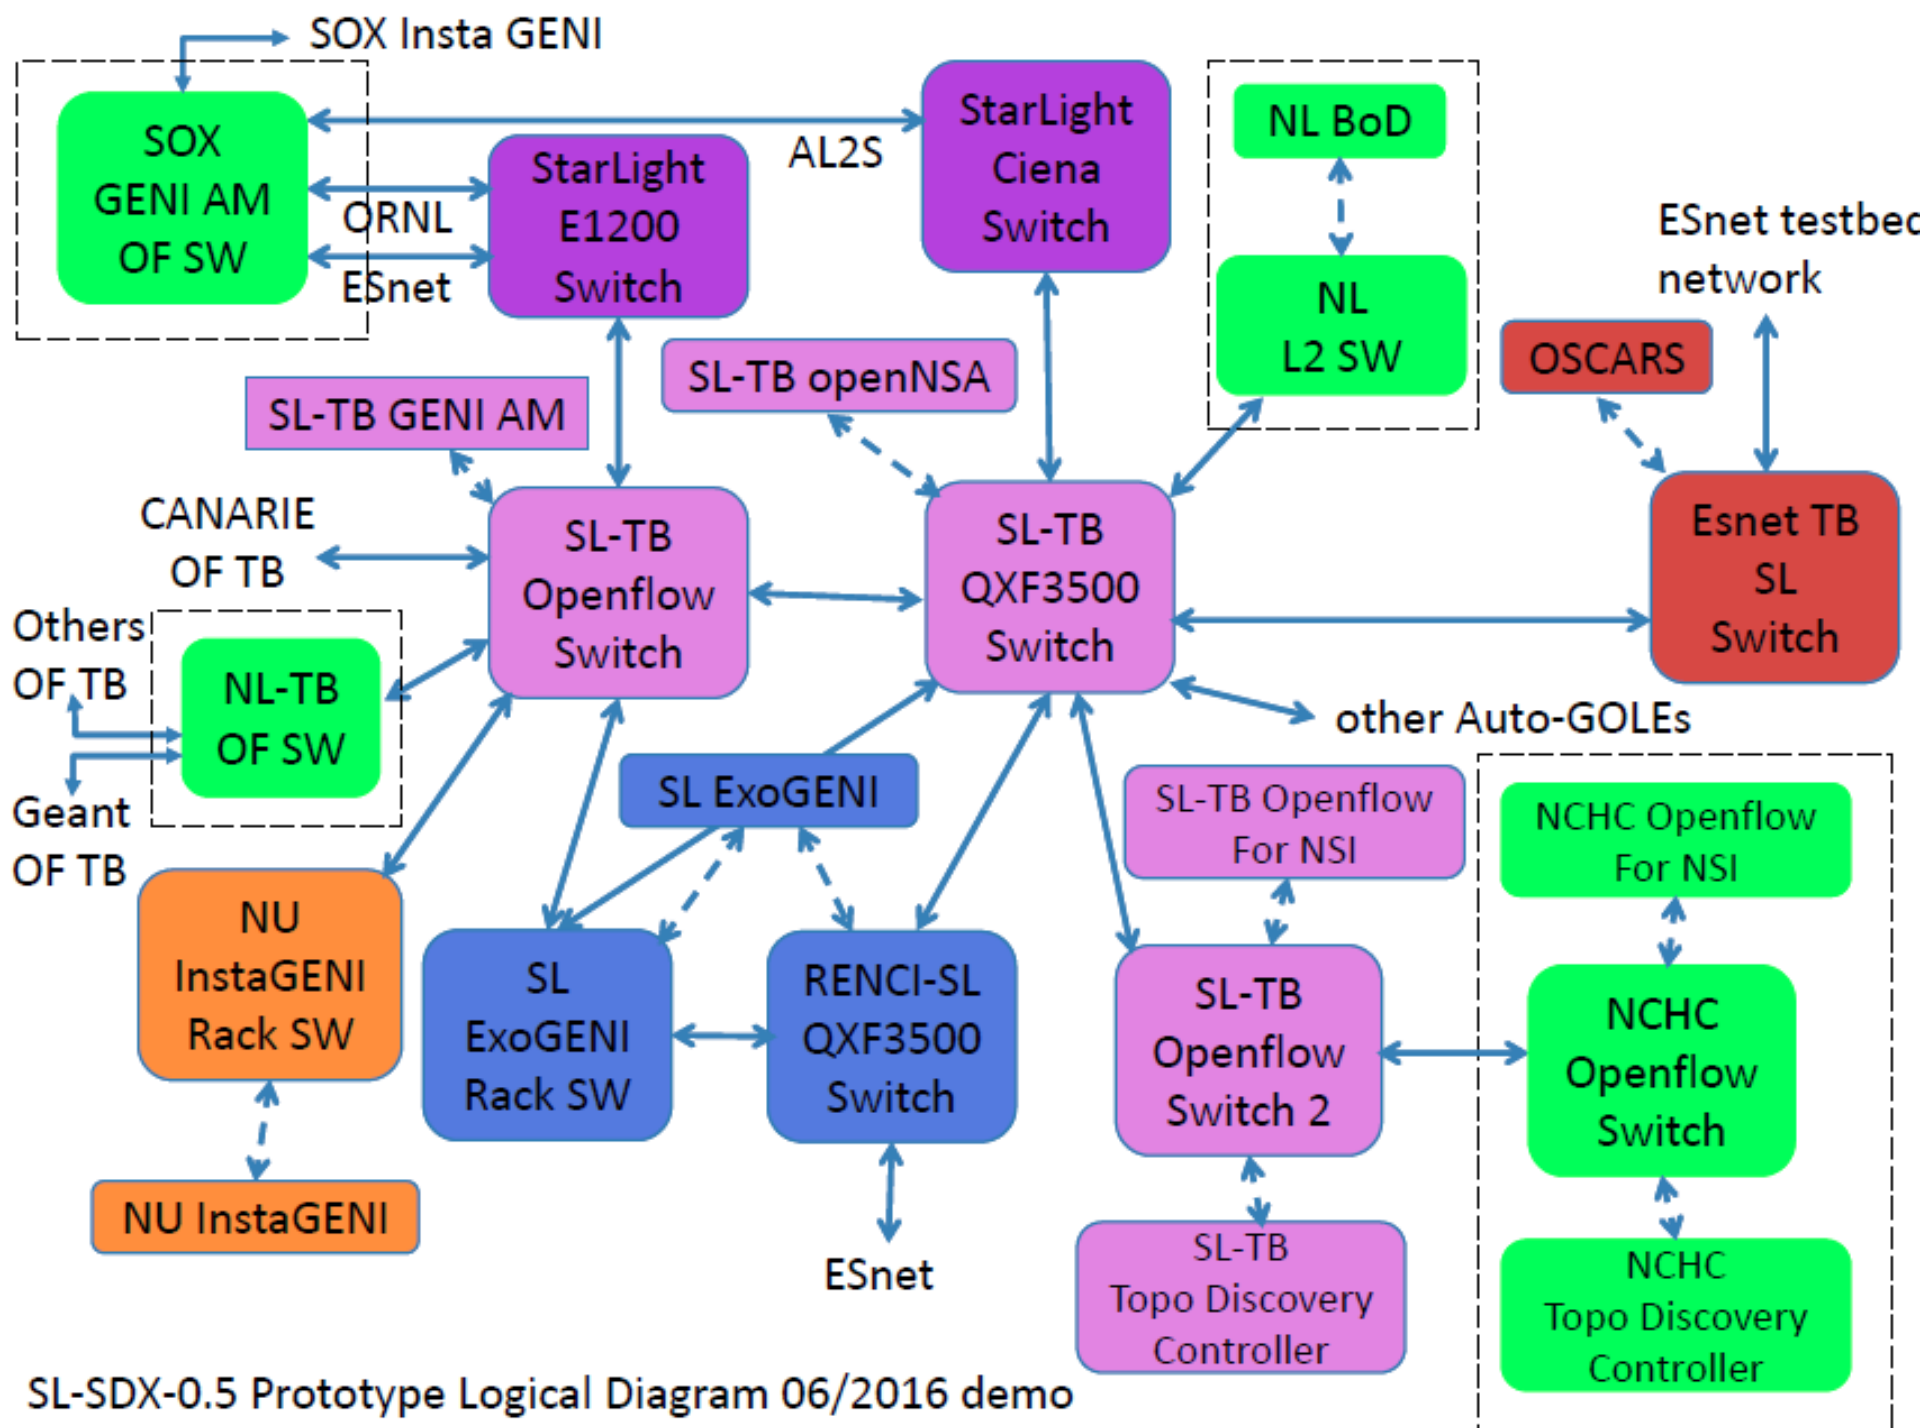 SOX Insta GENI
SOX
GENI AM
OF SW
AL2S
ORNL
ESnet
StarLight
E1200
Switch
StarLight
Ciena
Switch
NL BoD
NL
L2 SW
ESnet testbed
network
OSCARS
SL-TB openNSA
SL-TB GENI AM
CANARIE
OF TB
SL-TB
Openflow
Switch
SL-TB
QXF3500
Switch
Esnet TB
SL
Switch
Others
OF TB
NL-TB
OF SW
Geant
OF TB
other Auto-GOLEs
SL ExoGENI
SL-TB Openflow
For NSI
NCHC Openflow
For NSI
NU
InstaGENI
Rack SW
SL
ExoGENI
Rack SW
RENCI-SL
QXF3500
Switch
SL-TB
Openflow
Switch 2
NCHC
Openflow
Switch
NU InstaGENI
ESnet
SL-TB
Topo Discovery
Controller
NCHC
Topo Discovery
Controller
SL-SDX-0.5 Prototype Logical Diagram 06/2016 demo